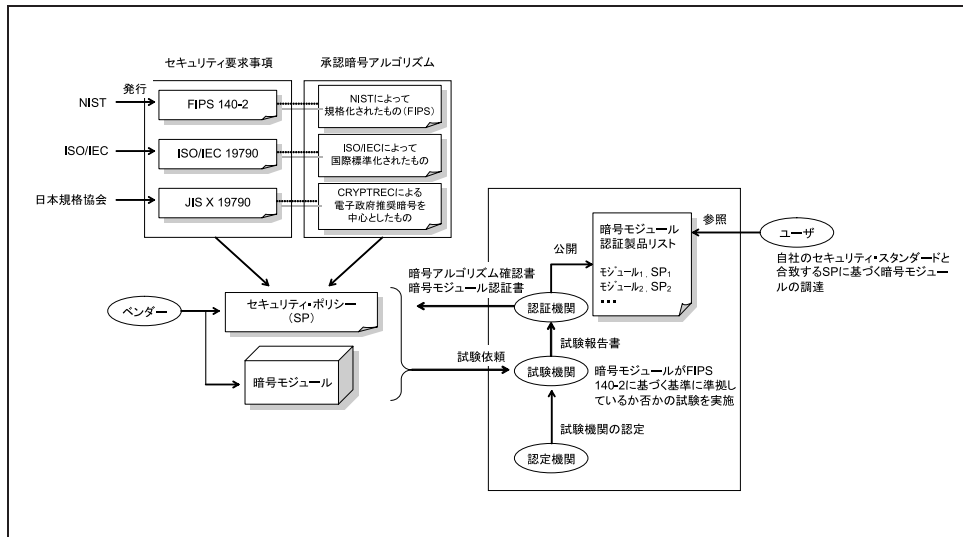 セキュリティ要求事項
承認暗号アルゴリズム
NIST
発行
FIPS 140-2
NISTによって
規格化されたもの(FIPS)
ISO/IEC
ISO/IEC 19790
ISO/IECによって
国際標準化されたもの
日本規格協会
JIS X 19790
CRYPTRECによる
電子政府推奨暗号を
中心としたもの
ベンダー
セキュリティ・ポリシー
(SP)
暗号モジュール
暗号アルゴリズム確認書
暗号モジュール認証書
試験依頼
公開
暗号モジュール
認証製品リスト
モジュール1、SP1
モジュール2、SP2
・・・
参照
ユーザ
自社のセキュリティ・スタンダードと
合致するSPに基づく暗号モジュー
ルの調達
認証機関
試験報告書
試験機関
暗号モジュールがFIPS
140-2に基づく基準に準拠し
ているか否かの試験を実施
試験機関の認定
認定機関